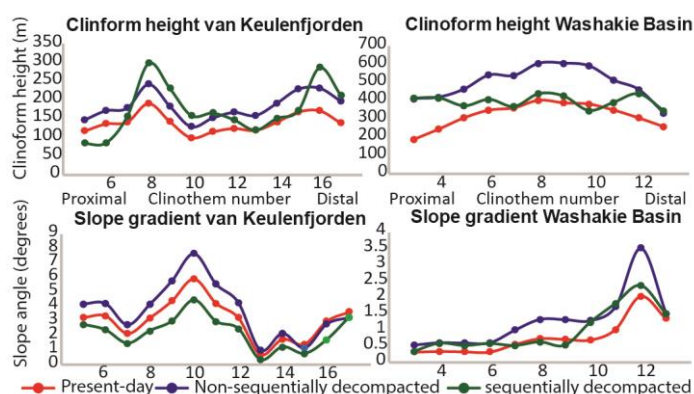 Clinform height van Keulenfjorden
Clinoform height (m)
350
300
250
200
150
100
50
0
6 8 10 12 14 16
Proximal Clinothem number Distal
Clinoform height Washakie Basin
700
600
500
400
300
200
100
0
4 6 8 10 12
Proximal Clinothem number Distal
Slope gradient van Keulenfjorden
Slope angle (degrees)
9
8
7
6
5
4
3
2
1
0
6 8 10 12 14 16
Slope gradient Washakie Basin
4
3.5
3
2.5
2
1.5
1
0.5
0
4 6 8 10 12
Present-day Non-sequentially decompacted sequentially decompacted